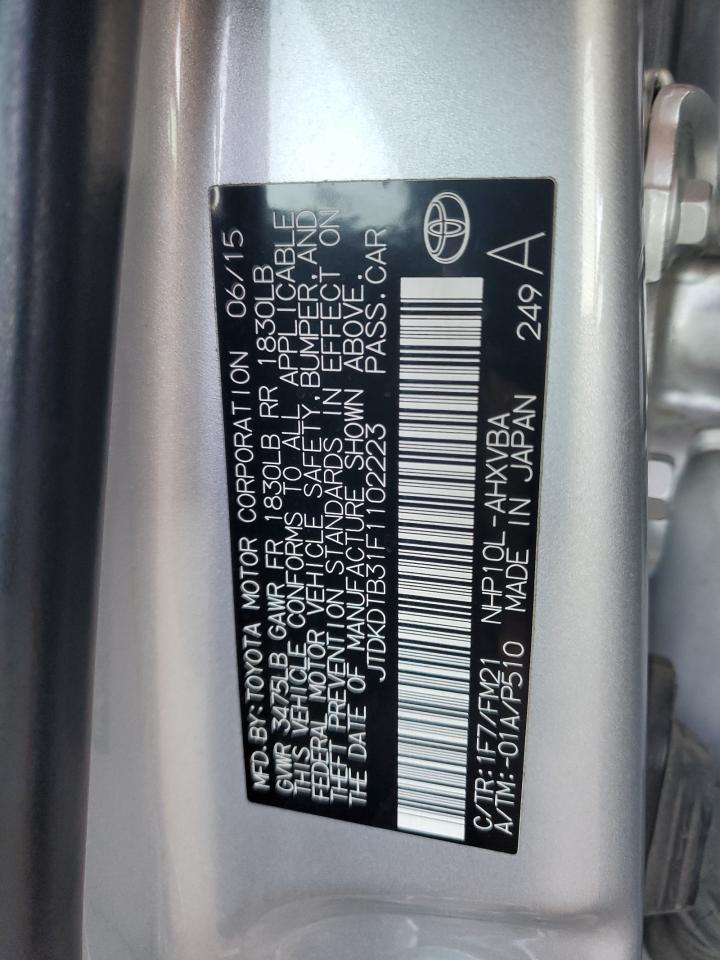 MFD.BY:TOYOTA MOTOR CORPORATION 06/15
GVWR 3475LB GAWR FR 1830LB RR 1830LB
THIS VEHICLE CONFORMS TO ALL APPLICABLE
FEDERAL MOTOR VEHICLE SAFETY, BUMPER, AND
THEFT PREVENTION STANDARDS IN EFFECT ON
THE DATE OF MANUFACTURE SHOWN ABOVE.
JTDKDTB31F1102223 PASS.CAR
C/TR:1F7/FM21 NHP10L-AHXVBA
A/TM:-01A/P510 MADE IN JAPAN 249 A